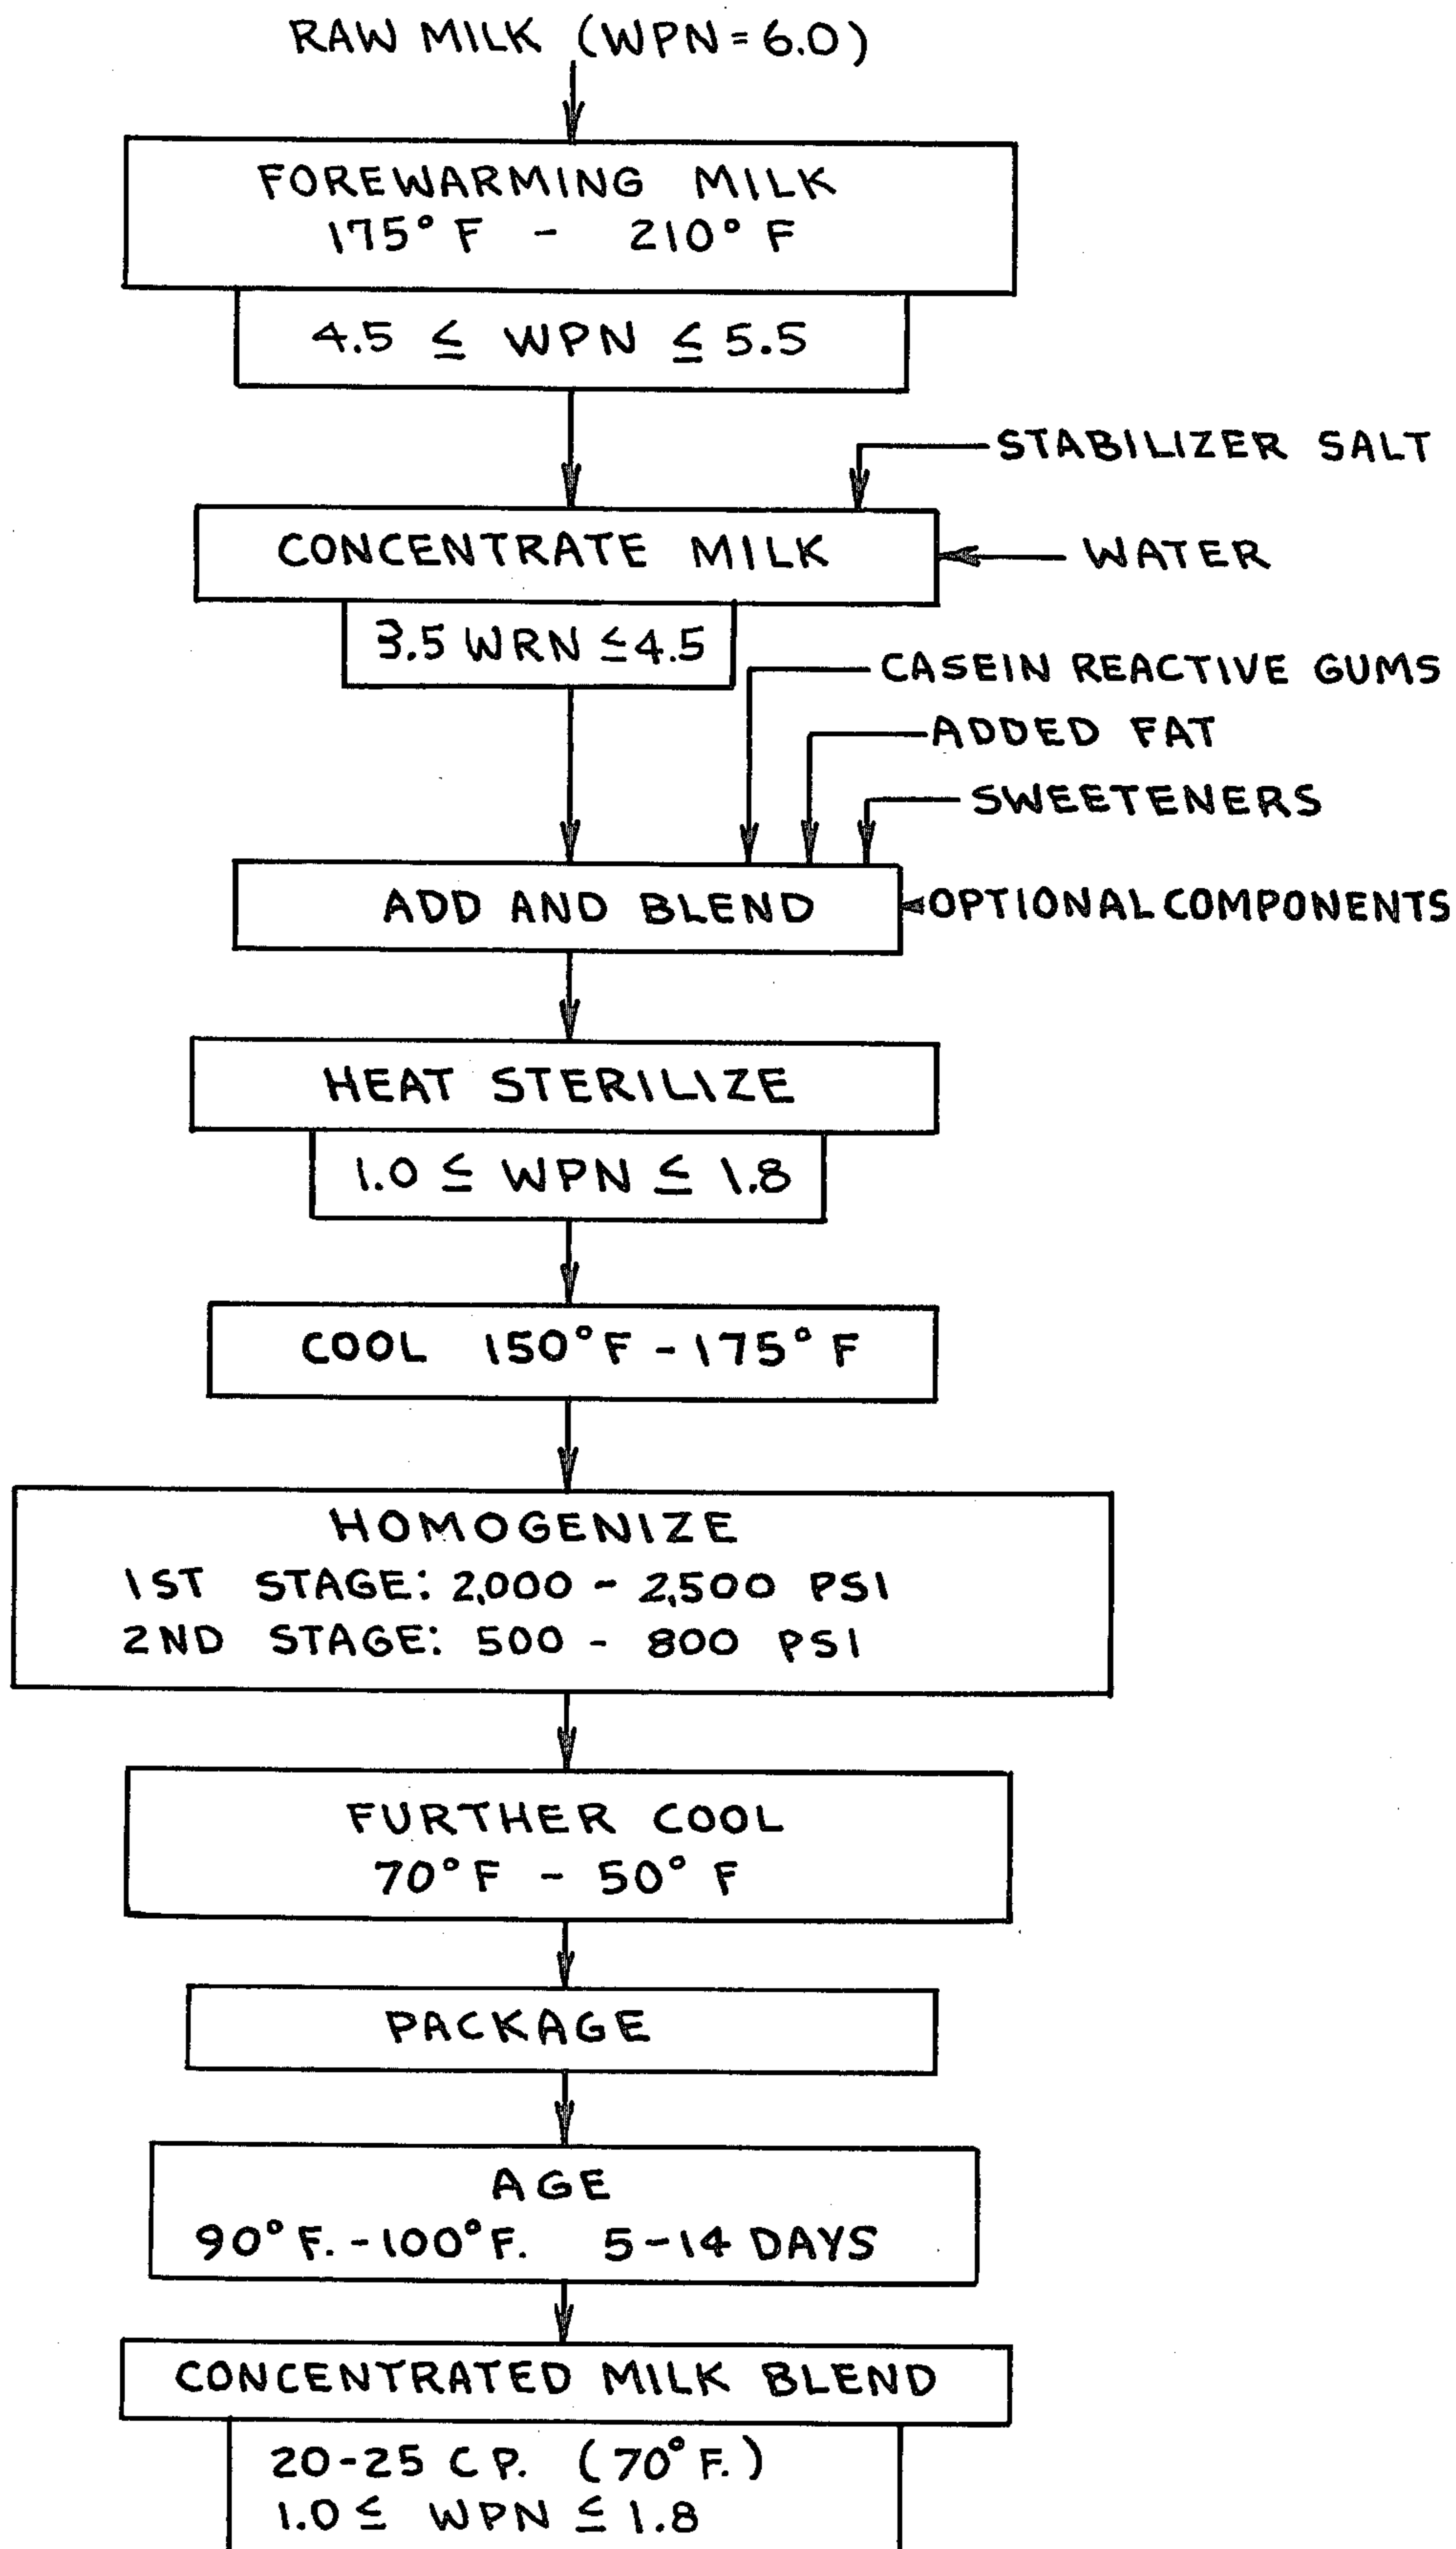 RAW MILK (WPN = 6.0)
FOREWARMING MILK
175° F - 210° F
4.5 ≤ WPN ≤ 5.5
STABILIZER SALT
CONCENTRATE MILK
WATER
3.5 WRN ≤ 4.5
CASEIN REACTIVE GUMS
ADDED FAT
SWEETENERS
ADD AND BLEND
OPTIONAL COMPONENTS
HEAT STERILIZE
1.0 ≤ WPN ≤ 1.8
COOL 150°F - 175° F
HOMOGENIZE
1ST STAGE: 2,000 - 2,500 PSI
2ND STAGE: 500 - 800 PSI
FURTHER COOL
70° F - 50° F
PACKAGE
AGE
90° F. - 100° F. 5-14 DAYS
CONCENTRATED MILK BLEND
20-25 CP. (70° F.)
1.0 ≤ WPN ≤ 1.8